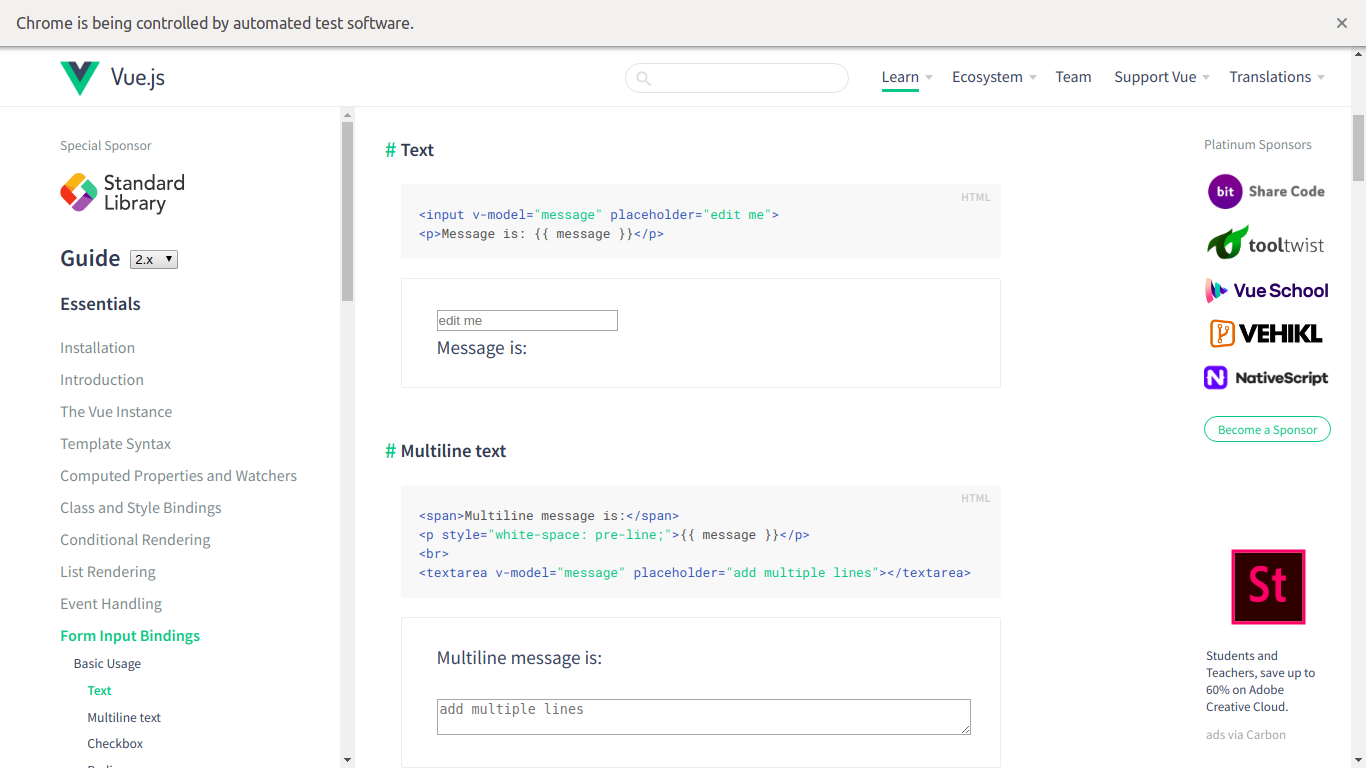 Chrome is being controlled by automated test software.
Vue.js
Learn
Ecosystem
Team
Support Vue
Translations
Special Sponsor
Standard
Library
Guide
2.x
Essentials
Installation
Introduction
The Vue Instance
Template Syntax
Computed Properties and Watchers
Class and Style Bindings
Conditional Rendering
List Rendering
Event Handling
Form Input Bindings
Basic Usage
Text
Multiline text
Checkbox
# Text
HTML
<input v-model="message" placeholder="edit me">
<p>Message is: {{ message }}</p>
edit me
Message is:
# Multiline text
HTML
<span>Multiline message is:</span>
<p style="white-space: pre-line;">{{ message }}</p>
<br>
<textarea v-model="message" placeholder="add multiple lines"></textarea>
Multiline message is:
add multiple lines
Platinum Sponsors
bit Share Code
tooltwist
Vue School
VEHIKL
N NativeScript
Become a Sponsor
St
Students and
Teachers, save up to
60% on Adobe
Creative Cloud.
ads via Carbon